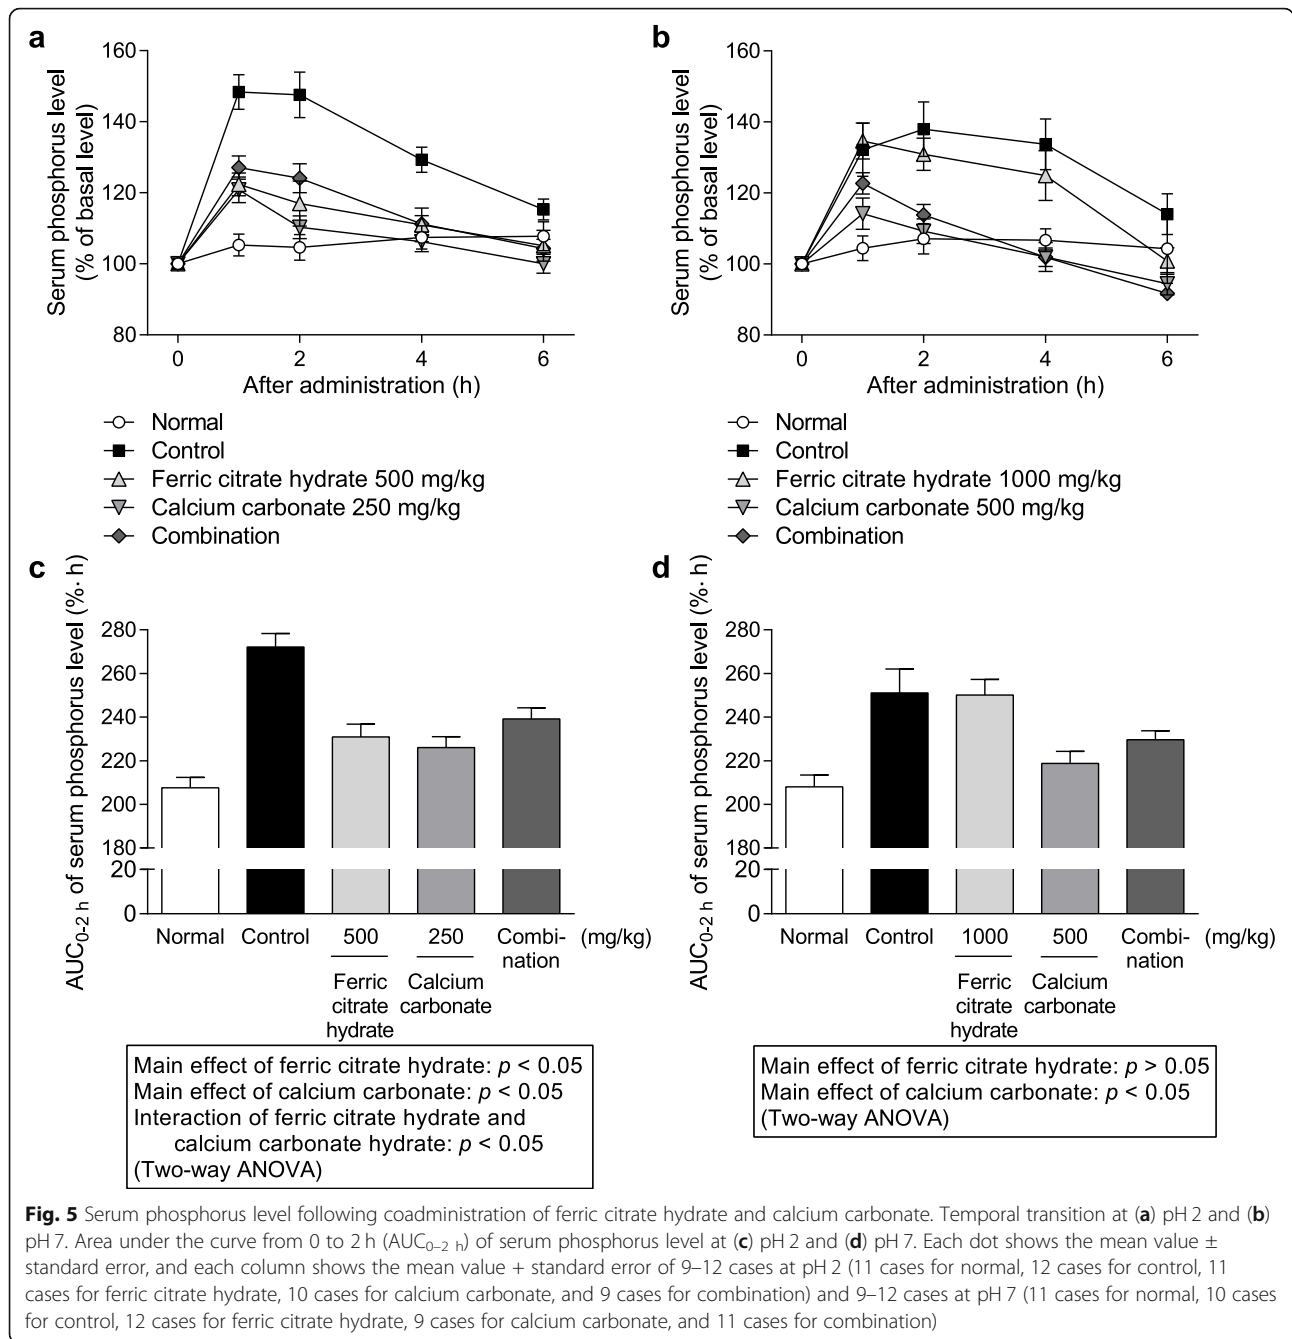 a
Serum phosphorus level
(% of basal level)
160
140
120
100
80
0 2 4 6
After administration (h)
Normal
Control
Ferric citrate hydrate 500 mg/kg
Calcium carbonate 250 mg/kg
Combination
b
Serum phosphorus level
(% of basal level)
160
140
120
100
80
0 2 4 6
After administration (h)
Normal
Control
Ferric citrate hydrate 1000 mg/kg
Calcium carbonate 500 mg/kg
Combination
c
AUC0-2 h of serum phosphorus level (%· h)
280
260
240
220
200
180
20
0
Normal Control 500 250 Combi- (mg/kg)
nation
Ferric Calcium
citrate carbonate
hydrate
Main effect of ferric citrate hydrate: p < 0.05
Main effect of calcium carbonate: p < 0.05
Interaction of ferric citrate hydrate and
calcium carbonate hydrate: p < 0.05
(Two-way ANOVA)
d
AUC0-2 h of serum phosphorus level (%· h)
280
260
240
220
200
180
20
0
Normal Control 1000 500 Combi- (mg/kg)
nation
Ferric Calcium
citrate carbonate
hydrate
Main effect of ferric citrate hydrate: p > 0.05
Main effect of calcium carbonate: p < 0.05
(Two-way ANOVA)
Fig. 5 Serum phosphorus level following coadministration of ferric citrate hydrate and calcium carbonate. Temporal transition at (a) pH 2 and (b)
pH 7. Area under the curve from 0 to 2 h (AUC0–2 h) of serum phosphorus level at (c) pH 2 and (d) pH 7. Each dot shows the mean value ±
standard error, and each column shows the mean value + standard error of 9–12 cases at pH 2 (11 cases for normal, 12 cases for control, 11
cases for ferric citrate hydrate, 10 cases for calcium carbonate, and 9 cases for combination) and 9–12 cases at pH 7 (11 cases for normal, 10 cases
for control, 12 cases for ferric citrate hydrate, 9 cases for calcium carbonate, and 11 cases for combination)